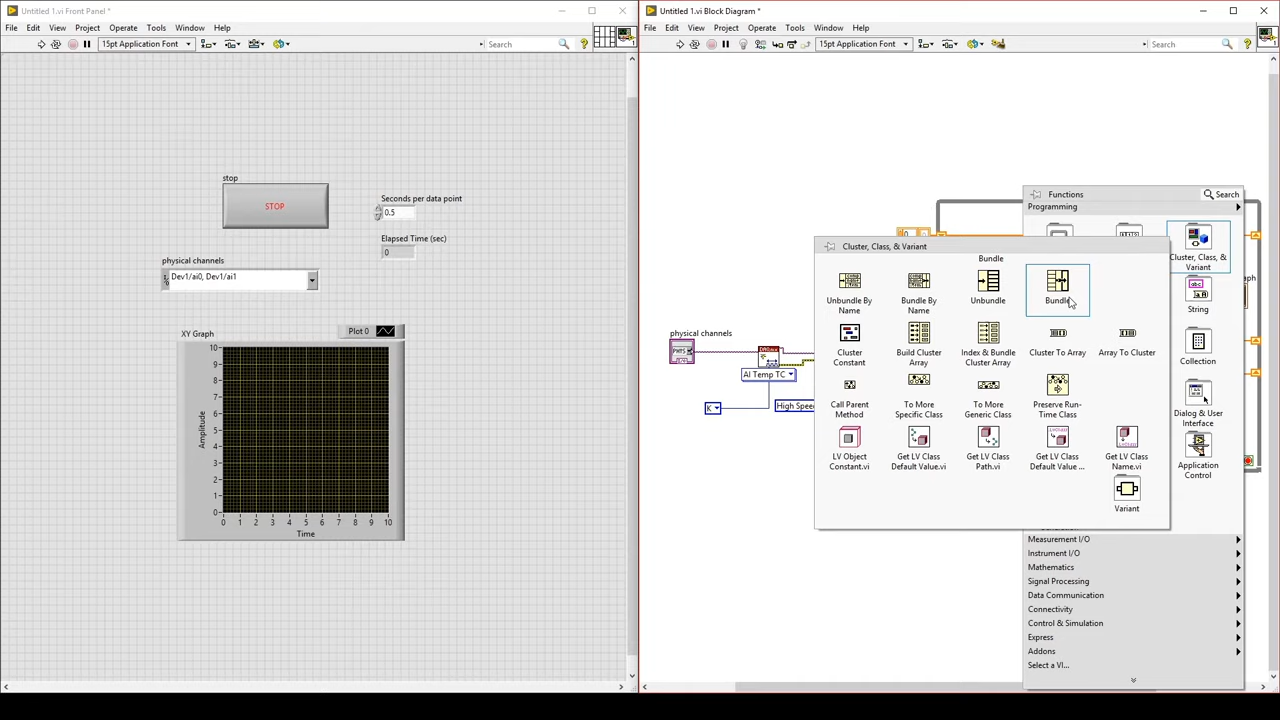 Untitled 1.vi Front Panel *
File Edit View Project Operate Tools Window Help
15pt Application Font
Search
stop
STOP
Seconds per data point
0.5
Elapsed Time (sec)
0
physical channels
Dev1/ai0, Dev1/ai1
XY Graph
Plot 0
10
9
8
7
6
5
4
3
2
1
0
Amplitude
0 1 2 3 4 5 6 7 8 9 10
Time
Untitled 1.vi Block Diagram *
File Edit View Project Operate Tools Window Help
15pt Application Font
Search
physical channels
AI Temp TC
K
High Speed
Functions
Search
Programming
Cluster, Class, &
Variant
String
Collection
Dialog & User
Interface
Application
Control
Measurement I/O
Instrument I/O
Mathematics
Signal Processing
Data Communication
Connectivity
Control & Simulation
Express
Addons
Select a VI...
Cluster, Class, & Variant
Bundle
Unbundle By
Name
Bundle By
Name
Unbundle
Bundle
Cluster
Constant
Build Cluster
Array
Index & Bundle
Cluster Array
Cluster To Array
Array To Cluster
Call Parent
Method
To More
Specific Class
To More
Generic Class
Preserve Run-
Time Class
LV Object
Constant.vi
Get LV Class
Default Value.vi
Get LV Class
Path.vi
Get LV Class
Default Value ...
Get LV Class
Name.vi
Variant